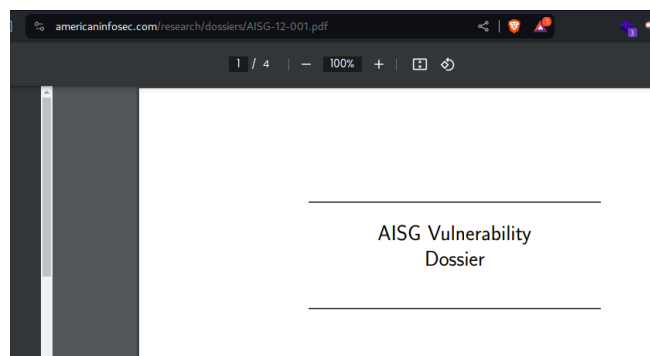 americaninfosec.com/research/dossiers/AISG-12-001.pdf
1 / 4 | — 100% + |
AISG Vulnerability
Dossier